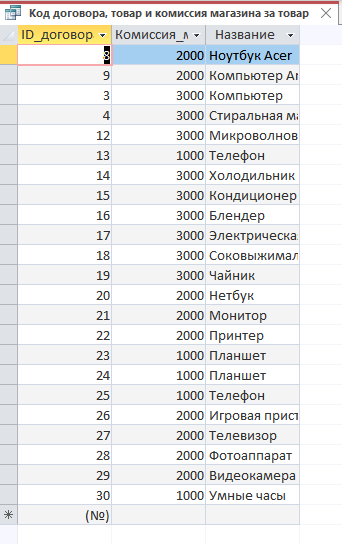 Код договора, товар и комиссия магазина за товар
ID_договор Комиссия_м Название
8 2000 Ноутбук Acer
9 2000 Компьютер Ar
3 3000 Компьютер
4 3000 Стиральная ма
12 3000 Микроволнов
13 1000 Телефон
14 3000 Холодильник
15 3000 Кондиционер
16 3000 Блендер
17 3000 Электрическа
18 3000 Соковыжимал
19 3000 Чайник
20 2000 Нетбук
21 2000 Монитор
22 2000 Принтер
23 1000 Планшет
24 1000 Планшет
25 1000 Телефон
26 2000 Игровая прист
27 2000 Телевизор
28 2000 Фотоаппарат
29 2000 Видеокамера
30 1000 Умные часы
(№)